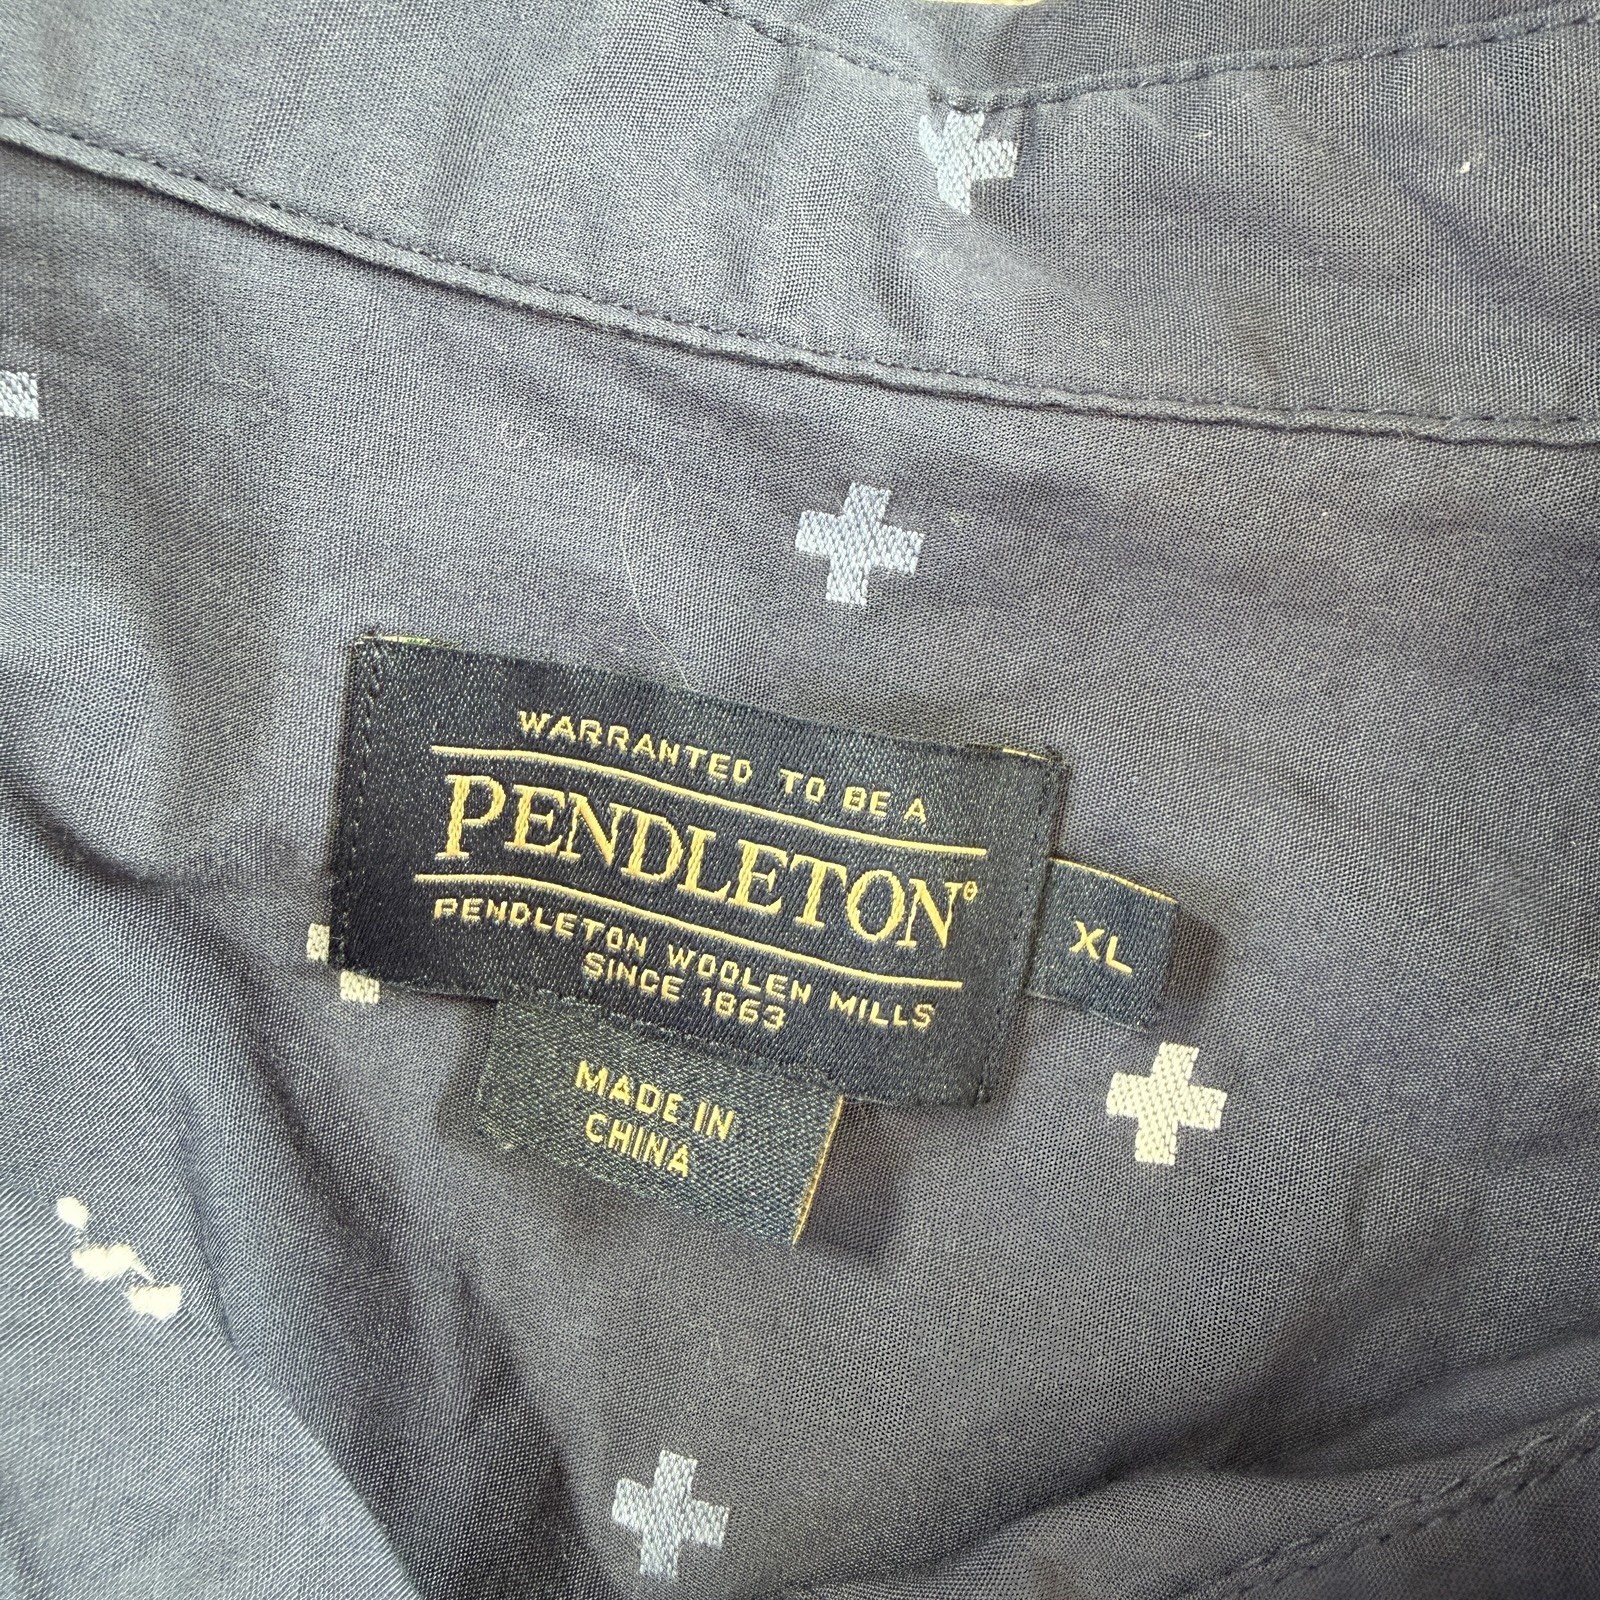 WARRANTED TO BE A
PENDLETON®
PENDLETON WOOLEN MILLS
SINCE 1863
XL
MADE IN
CHINA